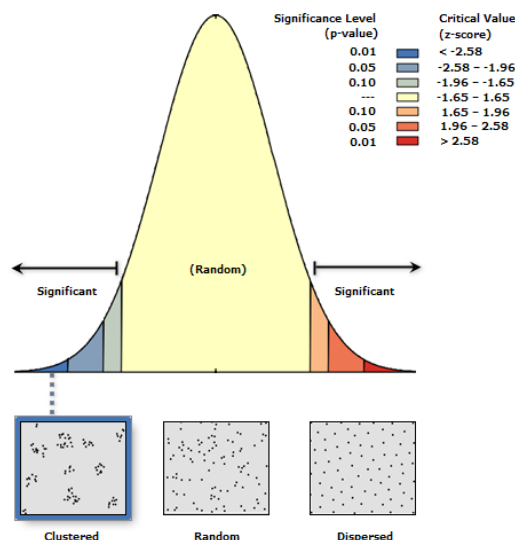 Significance Level Critical Value
(p-value) (z-score)
0.01 < -2.58
0.05 -2.58 – -1.96
0.10 -1.96 – -1.65
--- -1.65 – 1.65
0.10 1.65 – 1.96
0.05 1.96 – 2.58
0.01 > 2.58
(Random)
Significant Significant
Clustered Random Dispersed